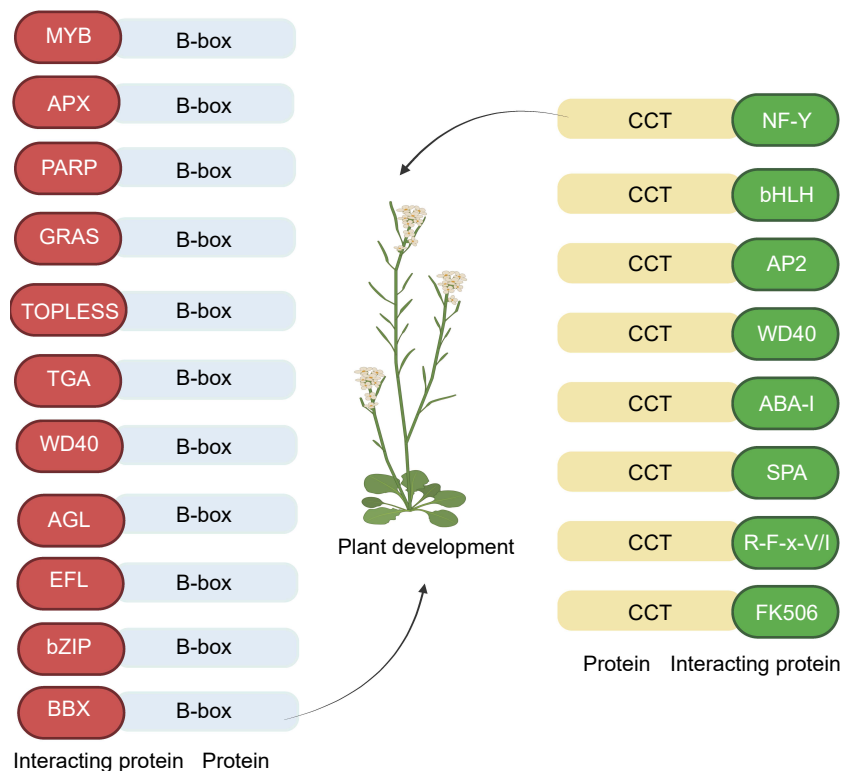 MYB B-box
APX B-box
PARP B-box
GRAS B-box
TOPLESS B-box
TGA B-box
WD40 B-box
AGL B-box
EFL B-box
bZIP B-box
BBX B-box
Interacting protein Protein
Plant development
CCT NF-Y
CCT bHLH
CCT AP2
CCT WD40
CCT ABA-I
CCT SPA
CCT R-F-x-V/I
CCT FK506
Protein Interacting protein